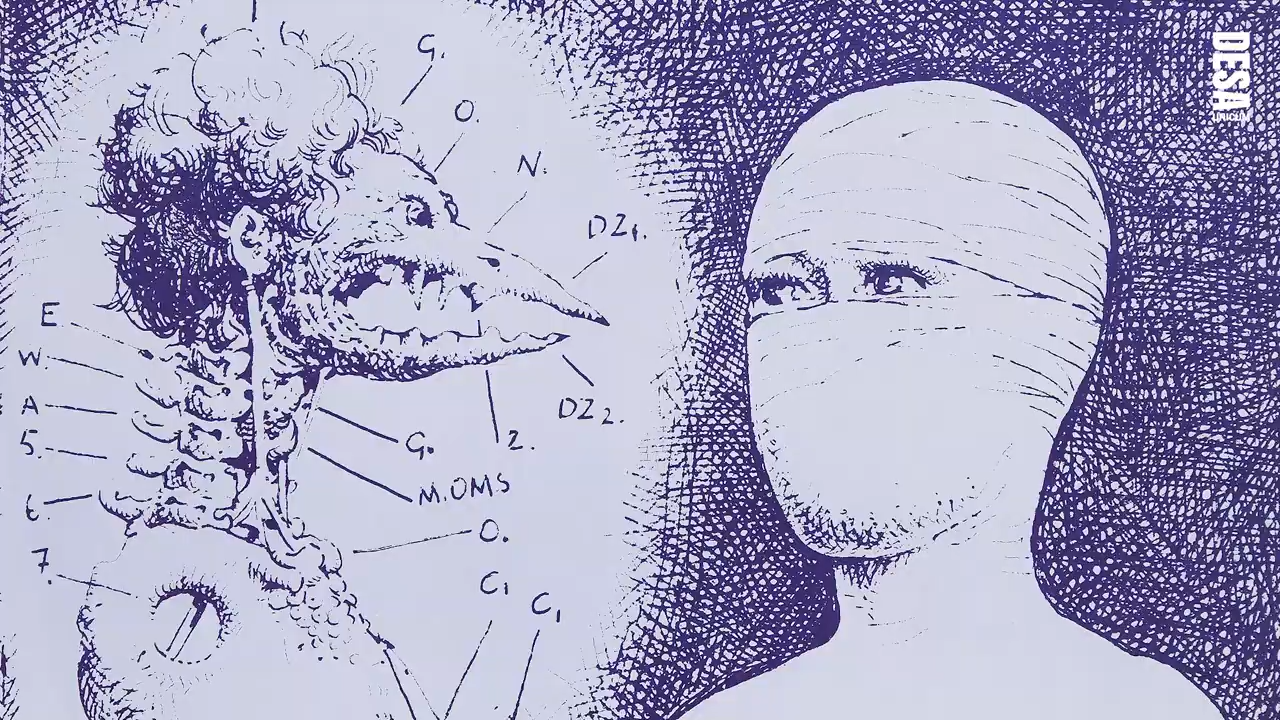 G.
O.
N.
DZ1.
E
W.
A
5.
6.
7.
DZ2.
G.
2.
M.OMS
O.
C1
C1
DESA
UNICUM